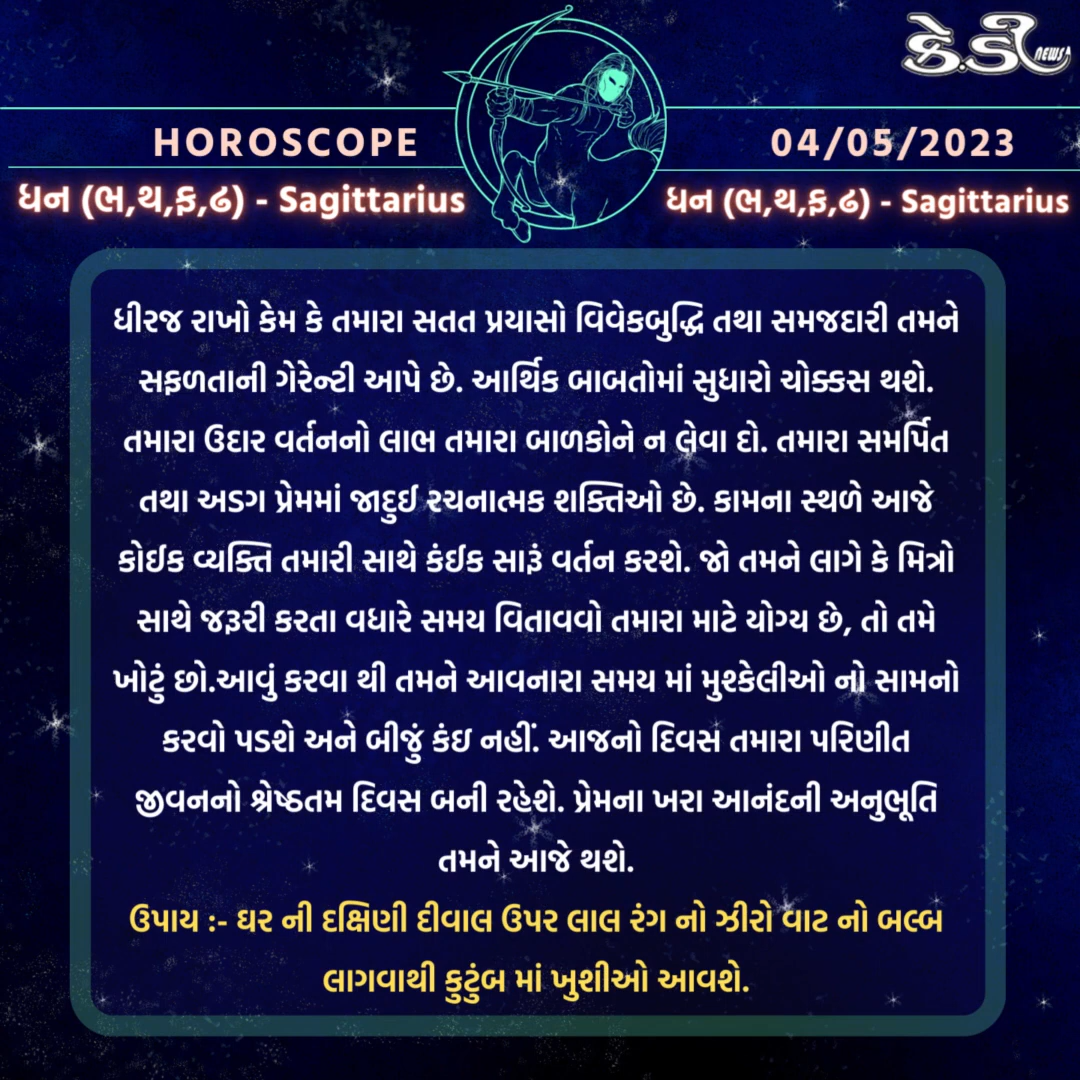 કે.ડી NEWS
HOROSCOPE
04/05/2023
ધન (ભ,થ,ફ,ઢ) - Sagittarius
ધન (ભ,થ,ફ,ઢ) - Sagittarius
ધીરજ રાખો કેમ કે તમારા સતત પ્રયાસો વિવેકબુદ્ધિ તથા સમજદારી તમને
સફળતાની ગેરેન્ટી આપે છે. આર્થિક બાબતોમાં સુધારો ચોક્કસ થશે.
તમારા ઉદાર વર્તનનો લાભ તમારા બાળકોને ન લેવા દો. તમારા સમર્પિત
તથા અડગ પ્રેમમાં જાદુઈ રચનાત્મક શક્તિઓ છે. કામના સ્થળે આજે
કોઈક વ્યક્તિ તમારી સાથે કંઈક સારૂં વર્તન કરશે. જો તમને લાગે કે મિત્રો
સાથે જરૂરી કરતા વધારે સમય વિતાવવો તમારા માટે યોગ્ય છે, તો તમે
ખોટું છો.આવું કરવા થી તમને આવનારા સમય માં મુશ્કેલીઓ નો સામનો
કરવો પડશે અને બીજું કંઇ નહીં. આજનો દિવસ તમારા પરિણીત
જીવનનો શ્રેષ્ઠતમ દિવસ બની રહેશે. પ્રેમના ખરા આનંદની અનુભૂતિ
તમને આજે થશે.
ઉપાય :- ઘર ની દક્ષિણી દીવાલ ઉપર લાલ રંગ નો ઝીરો વાટ નો બલ્બ
લાગવાથી કુટુંબ માં ખુશીઓ આવશે.